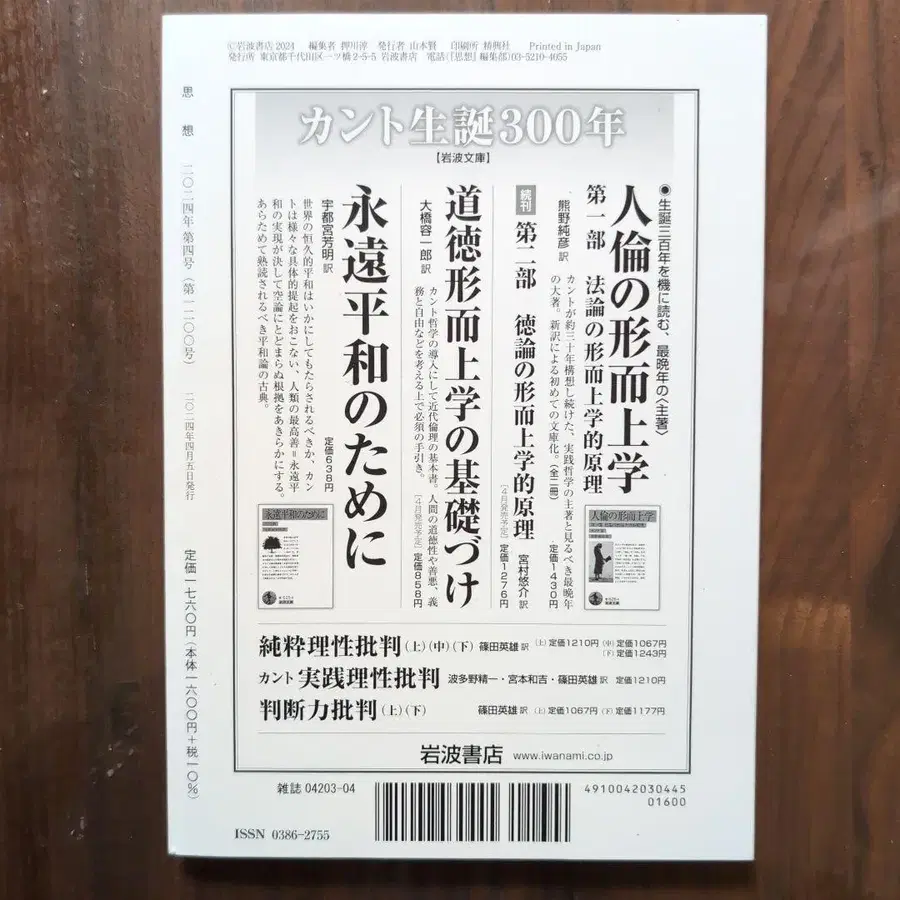 ©岩波書店 2024 編集者 押川淳 発行者 山本賢 印刷所 精興社 Printed in Japan
発行所 東京都千代田区一ツ橋2-5-5 岩波書店 電話(『思想』編集部)03-5210-4055
カント生誕300年
【岩波文庫】
●生誕三百年を機に読む、最晩年の〈主著〉
人倫の形而上学
第一部 法論の形而上学的原理
熊野純彦 訳
カントが約三十年構想し続けた、実践哲学の主著と見るべき最晩年
の大著。新訳による初めての文庫化。(全二冊)
定価1430円
続刊 第二部 徳論の形而上学的原理
宮村悠介 訳
[4月発売予定] 定価1276円
道徳形而上学の基礎づけ
大橋容一郎 訳
カント哲学の導入にして近代倫理の基本書。人間の道徳性や善悪、義
務と自由などを考える上で必須の手引き。
[4月発売予定] 定価858円
永遠平和のために
宇都宮芳明 訳
定価638円
世界の恒久的平和はいかにしてもたらされるべきか、カン
トは様々な具体的提起をおこない、人類の最高善=永遠平
和の実現が決して空論にとどまらぬ根拠をあきらかにする。
あらためて熟読されるべき平和論の古典。
人倫の形而上学
永遠平和のために
純粋理性批判(上)(中)(下) 篠田英雄 訳 (上)定価1210円 (中)定価1067円
(下)定価1243円
カント 実践理性批判 波多野精一・宮本和吉・篠田英雄 訳 定価1210円
判断力批判(上)(下) 篠田英雄 訳 (上)定価1067円 (下)定価1177円
岩波書店 www.iwanami.co.jp
思想 二〇二四年 第四号(第一二〇〇号) 二〇二四年四月五日発行 定価一七六〇円(本体一六〇〇円+税一〇%)
雑誌 04203-04
4910042030445
01600
ISSN 0386-2755